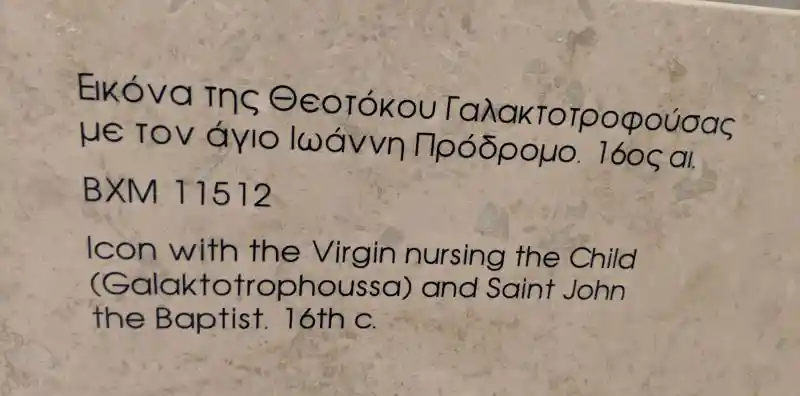 Εικόνα της Θεοτόκου Γαλακτοτροφούσας
με τον άγιο Ιωάννη Πρόδρομο. 16ος αι.
ΒΧΜ 11512
Icon with the Virgin nursing the Child
(Galaktotrophoussa) and Saint John
the Baptist. 16th c.